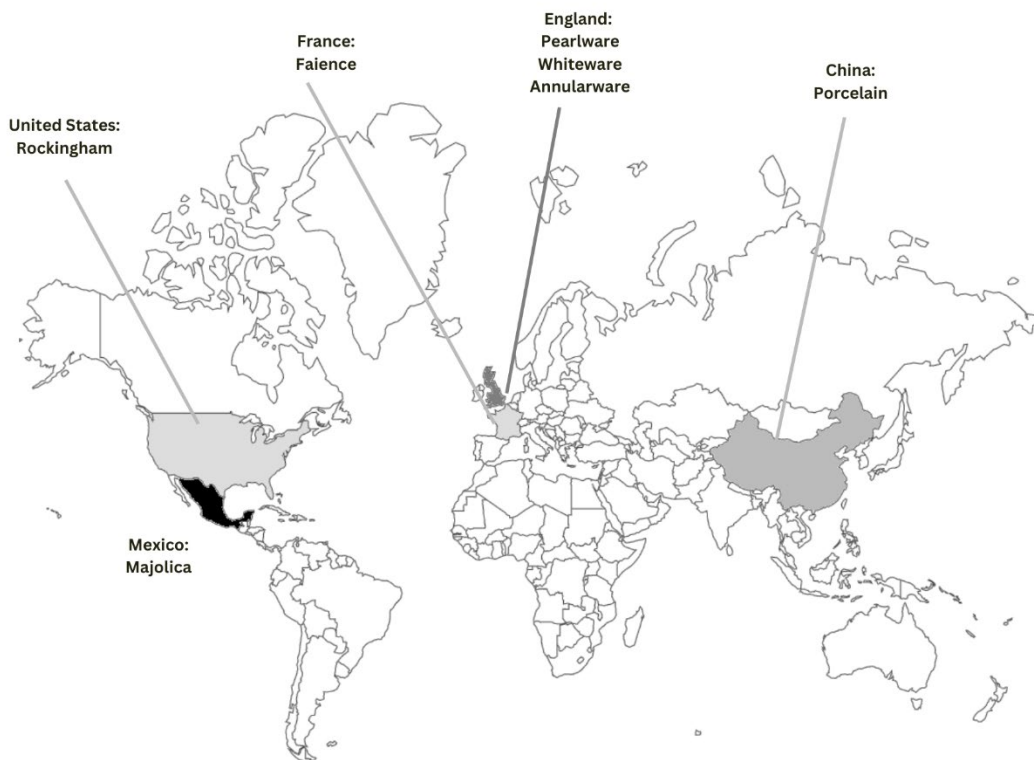 England:
Pearlware
Whiteware
Annularware
France:
Faience
China:
Porcelain
United States:
Rockingham
Mexico:
Majolica